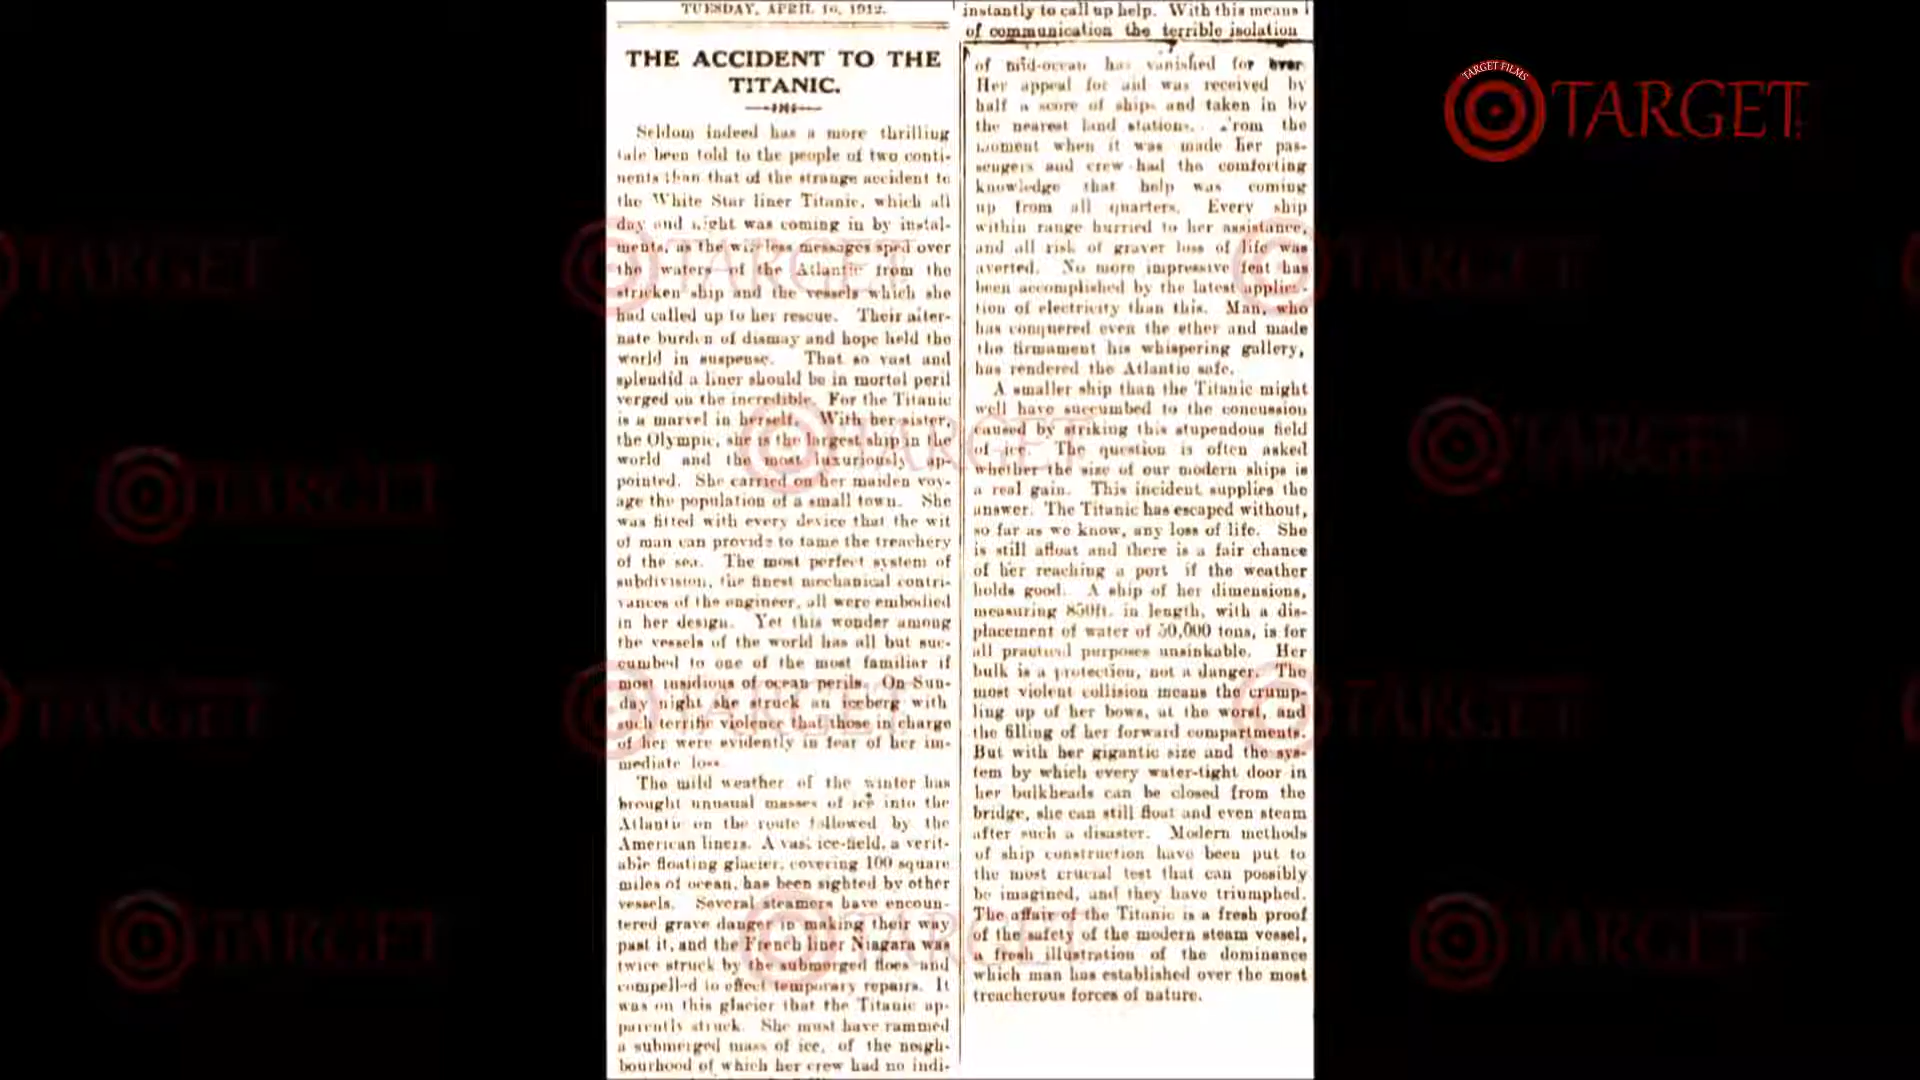 TUESDAY, APRIL 16, 1912.
THE ACCIDENT TO THE
TITANIC.
Seldom indeed has a more thrilling
tale been told to the people of two conti-
nents than that of the strange accident to
the White Star liner Titanic, which all
day and night was coming in by instal-
ments, as the wireless messages sped over
the waters of the Atlantic from the
stricken ship and the vessels which she
had called up to her rescue. Their alter-
nate burden of dismay and hope held the
world in suspense. That so vast and
splendid a liner should be in mortal peril
verged on the incredible. For the Titanic
is a marvel in herself. With her sister,
the Olympic, she is the largest ship in the
world and the most luxuriously ap-
pointed. She carried on her maiden voy-
age the population of a small town. She
was fitted with every device that the wit
of man can provide to tame the treachery
of the sea. The most perfect system of
subdivision, the finest mechanical contri-
vances of the engineer, all were embodied
in her design. Yet this wonder among
the vessels of the world has all but suc-
cumbed to one of the most familiar if
most insidious of ocean perils. On Sun-
day night she struck an iceberg with
such terrific violence that those in charge
of her were evidently in fear of her im-
mediate loss.
The mild weather of the winter has
brought unusual masses of ice into the
Atlantic on the route followed by the
American liners. A vast ice-field, a verit-
able floating glacier, covering 100 square
miles of ocean, has been sighted by other
vessels. Several steamers have encoun-
tered grave danger in making their way
past it, and the French liner Niagara was
twice struck by the submerged floes and
compelled to effect temporary repairs. It
was on this glacier that the Titanic ap-
parently struck. She must have rammed
a submerged mass of ice, of the neigh-
bourhood of which her crew had no indi-
instantly to call up help. With this means
of communication the terrible isolation
of mid-ocean has vanished for ever.
Her appeal for aid was received by
half a score of ships and taken in by
the nearest land stations. From the
moment when it was made her pas-
sengers and crew had the comforting
knowledge that help was coming
up from all quarters. Every ship
within range hurried to her assistance,
and all risk of graver loss of life was
averted. No more impressive feat has
been accomplished by the latest applica-
tion of electricity than this. Man, who
has conquered even the ether and made
the firmament his whispering gallery,
has rendered the Atlantic safe.
A smaller ship than the Titanic might
well have succumbed to the concussion
caused by striking this stupendous field
of ice. The question is often asked
whether the size of our modern ships is
a real gain. This incident supplies the
answer. The Titanic has escaped without,
so far as we know, any loss of life. She
is still afloat and there is a fair chance
of her reaching a port if the weather
holds good. A ship of her dimensions,
measuring 850ft. in length, with a dis-
placement of water of 50,000 tons, is for
all practical purposes unsinkable. Her
bulk is a protection, not a danger. The
most violent collision means the crump-
ling up of her bows, at the worst, and
the filling of her forward compartments.
But with her gigantic size and the sys-
tem by which every water-tight door in
her bulkheads can be closed from the
bridge, she can still float and even steam
after such a disaster. Modern methods
of ship construction have been put to
the most crucial test that can possibly
be imagined, and they have triumphed.
The affair of the Titanic is a fresh proof
of the safety of the modern steam vessel,
a fresh illustration of the dominance
which man has established over the most
treacherous forces of nature.
TARGET FILMS
TARGET
TARGET
TARGET
TARGET
TARGET
TARGET
TARGET
TARGET
TARGET
TARGET
TARGET
TARGET
TARGET